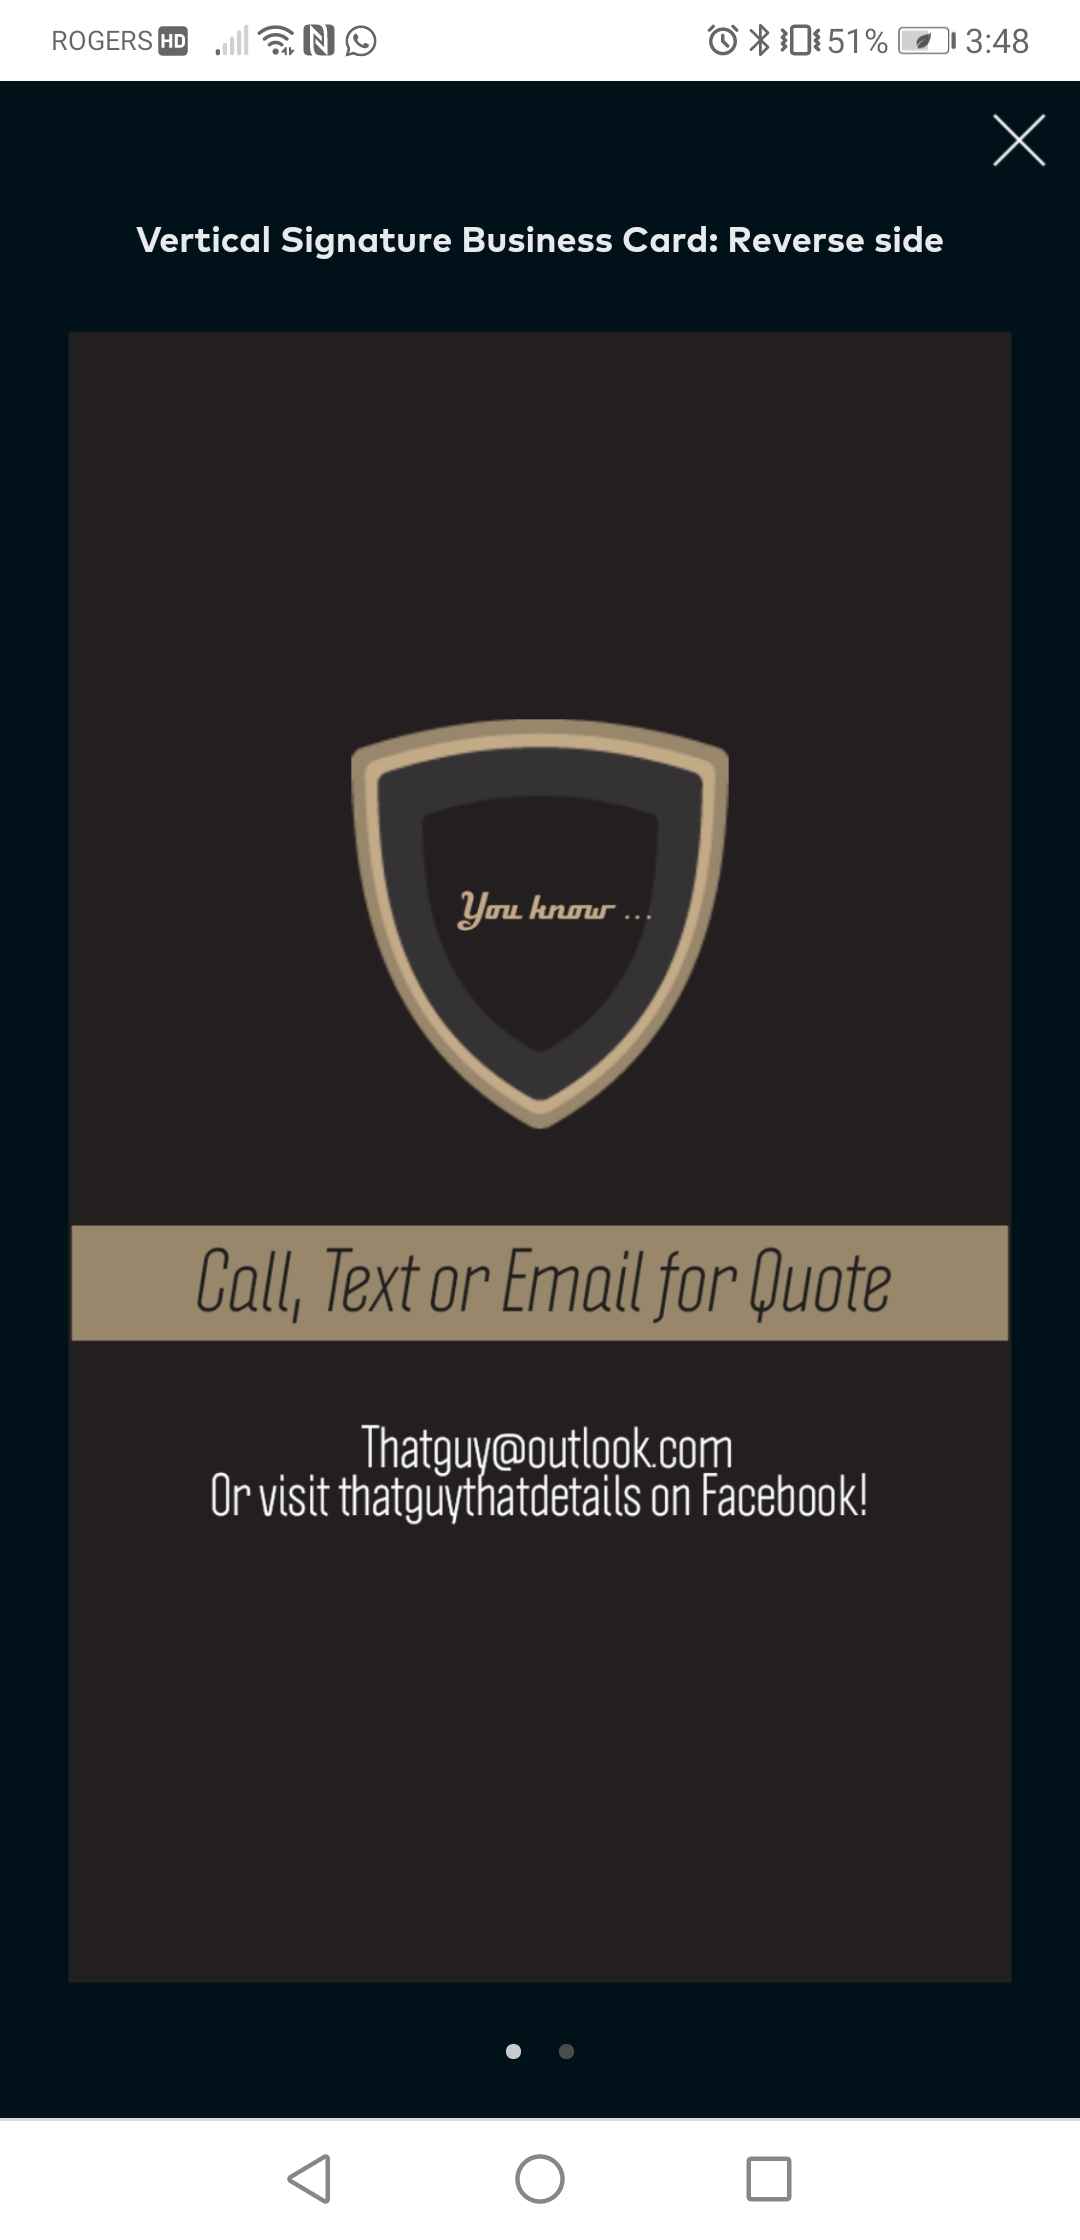 ROGERS HD 51% 3:48
Vertical Signature Business Card: Reverse side
You know ...
Call, Text or Email for Quote
Thatguy@outlook.com
Or visit thatguythatdetails on Facebook!